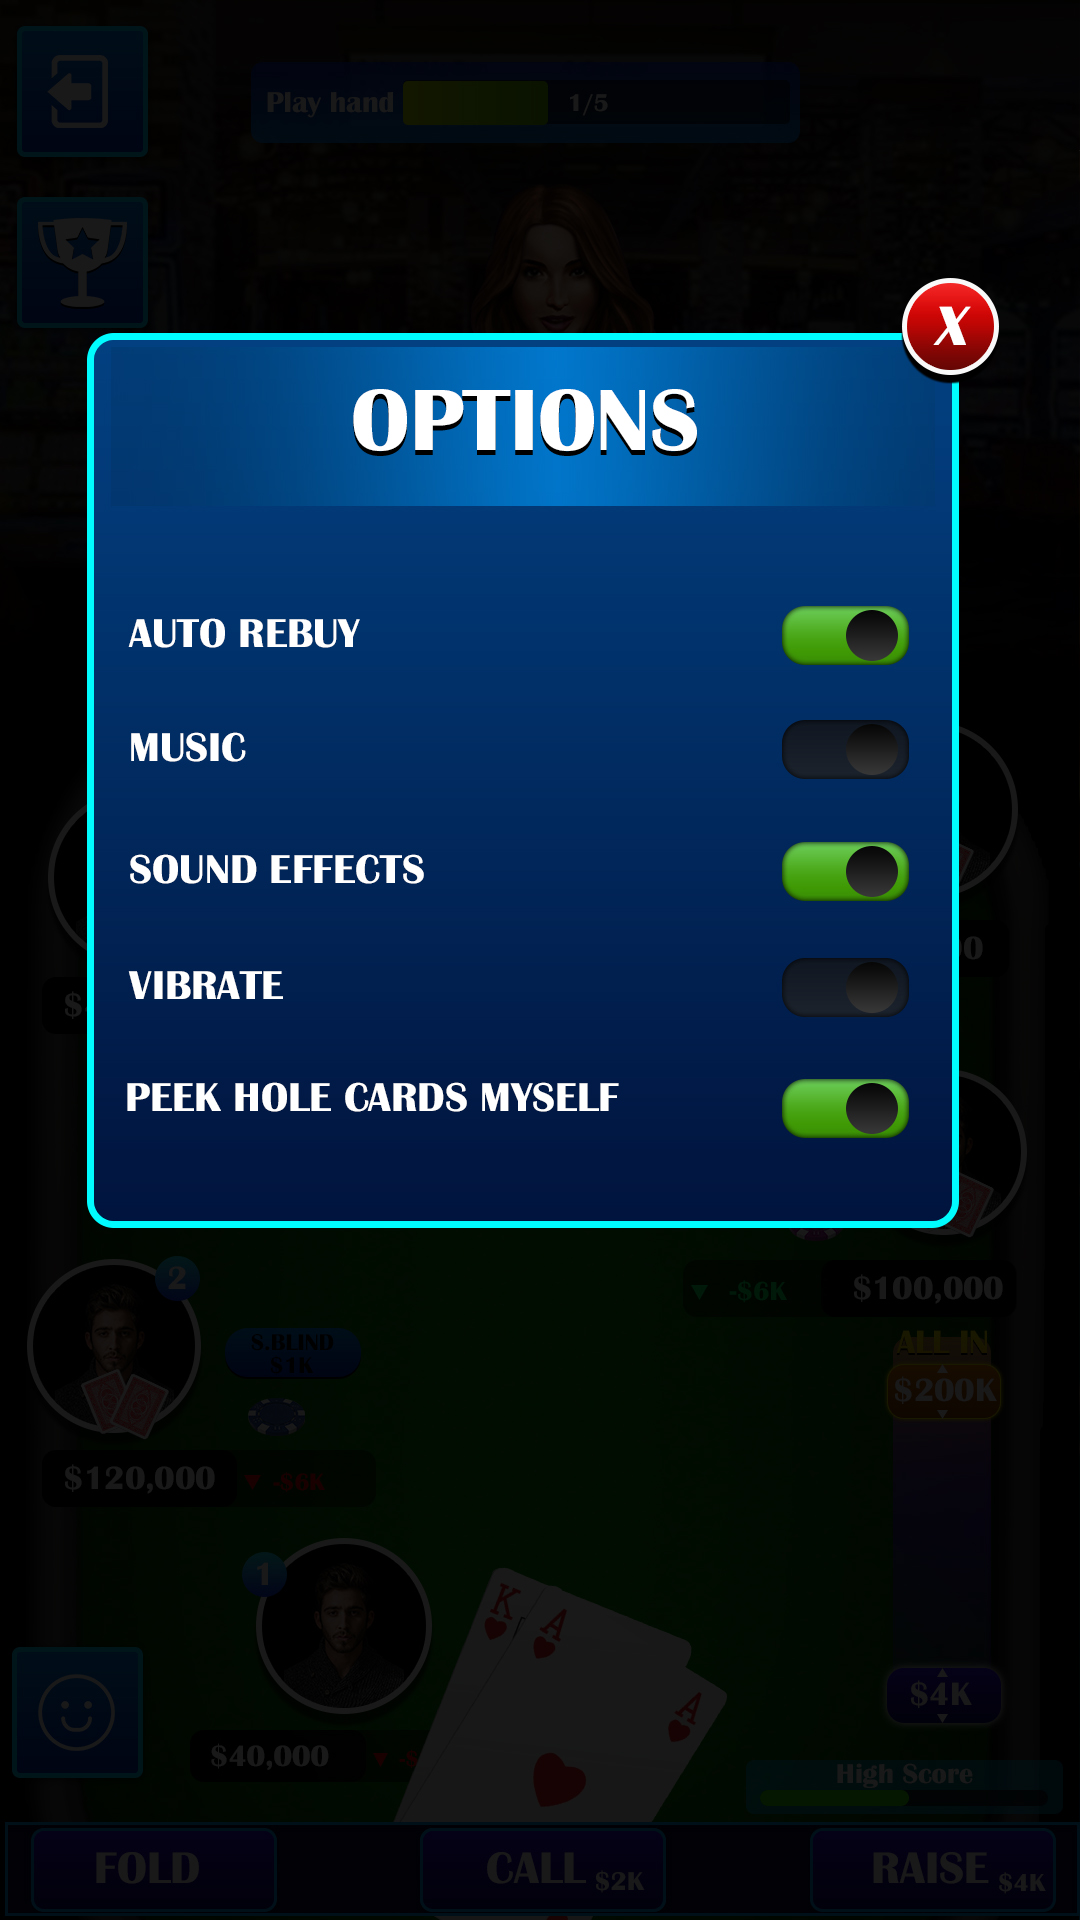 Play hand 1/5
X
OPTIONS
AUTO REBUY
MUSIC
SOUND EFFECTS
VIBRATE
PEEK HOLE CARDS MYSELF
2
-$6K $100,000
S.BLIND
$1K
ALL IN
$200K
$120,000 -$6K
1
K A
A
$4K
$40,000
High Score
FOLD CALL $2K RAISE $4K